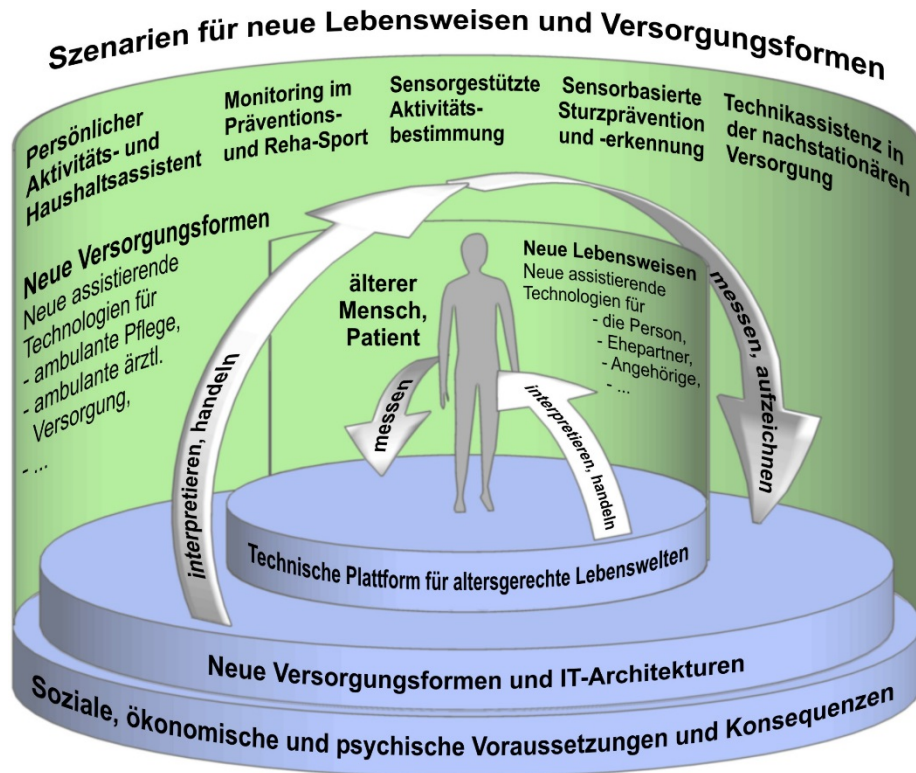 Szenarien für neue Lebensweisen und Versorgungsformen
Persönlicher
Aktivitäts- und
Haushaltsassistent
Monitoring im
Präventions-
und Reha-Sport
Sensorgestützte
Aktivitäts-
bestimmung
Sensorbasierte
Sturzprävention
und -erkennung
Technikassistenz in
der nachstationären
Versorgung
Neue Versorgungsformen
Neue assistierende
Technologien für
- ambulante Pflege,
- ambulante ärztl.
Versorgung,
- ...
interpretieren, handeln
älterer
Mensch,
Patient
messen
Neue Lebensweisen
Neue assistierende
Technologien für
- die Person,
- Ehepartner,
- Angehörige,
- ...
interpretieren, handeln
messen, aufzeichnen
Technische Plattform für altersgerechte Lebenswelten
Neue Versorgungsformen und IT-Architekturen
Soziale, ökonomische und psychische Voraussetzungen und Konsequenzen